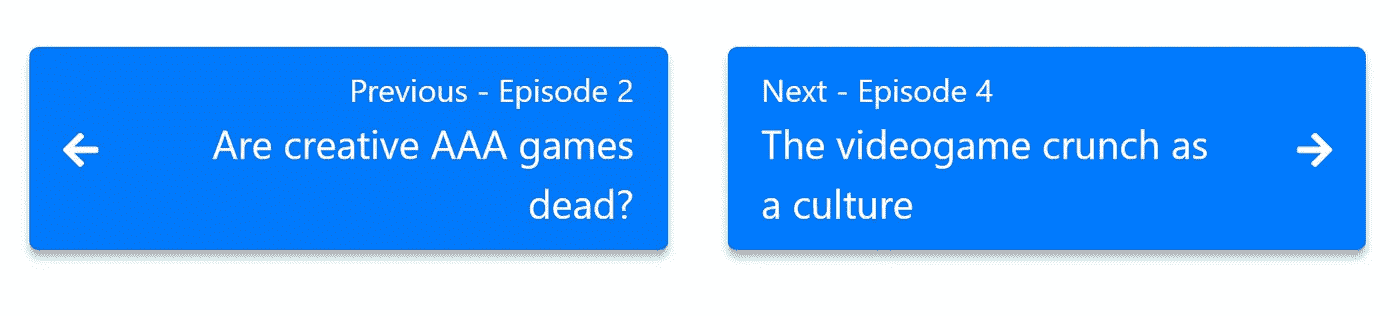 Previous - Episode 2
Are creative AAA games
dead?
Next - Episode 4
The videogame crunch as
a culture